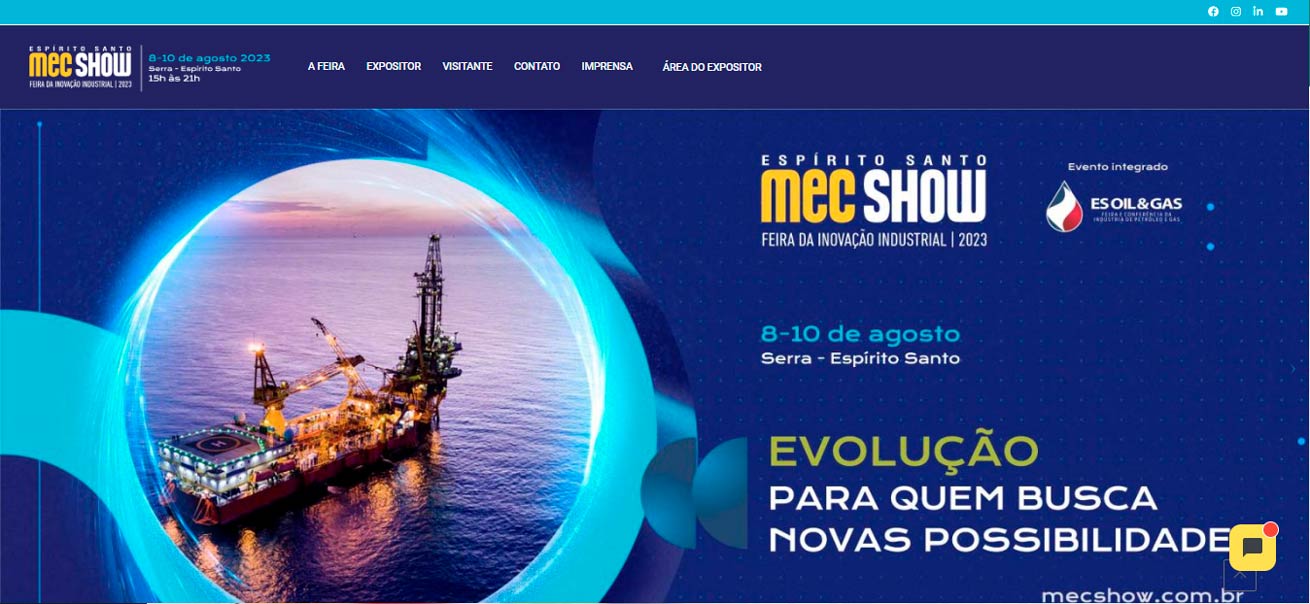 ESPÍRITO SANTO
mec SHOW
FEIRA DA INOVAÇÃO INDUSTRIAL | 2023
8-10 de agosto 2023
Serra - Espírito Santo
15h às 21h
A FEIRA EXPOSITOR VISITANTE CONTATO IMPRENSA ÁREA DO EXPOSITOR
ESPÍRITO SANTO
mec SHOW
FEIRA DA INOVAÇÃO INDUSTRIAL | 2023
Evento integrado
ES OIL&GAS
FEIRA E CONFERÊNCIA DA
INDÚSTRIA DE PETRÓLEO E GÁS
8-10 de agosto
Serra - Espírito Santo
EVOLUÇÃO
PARA QUEM BUSCA
NOVAS POSSIBILIDADE
mecshow.com.br
H